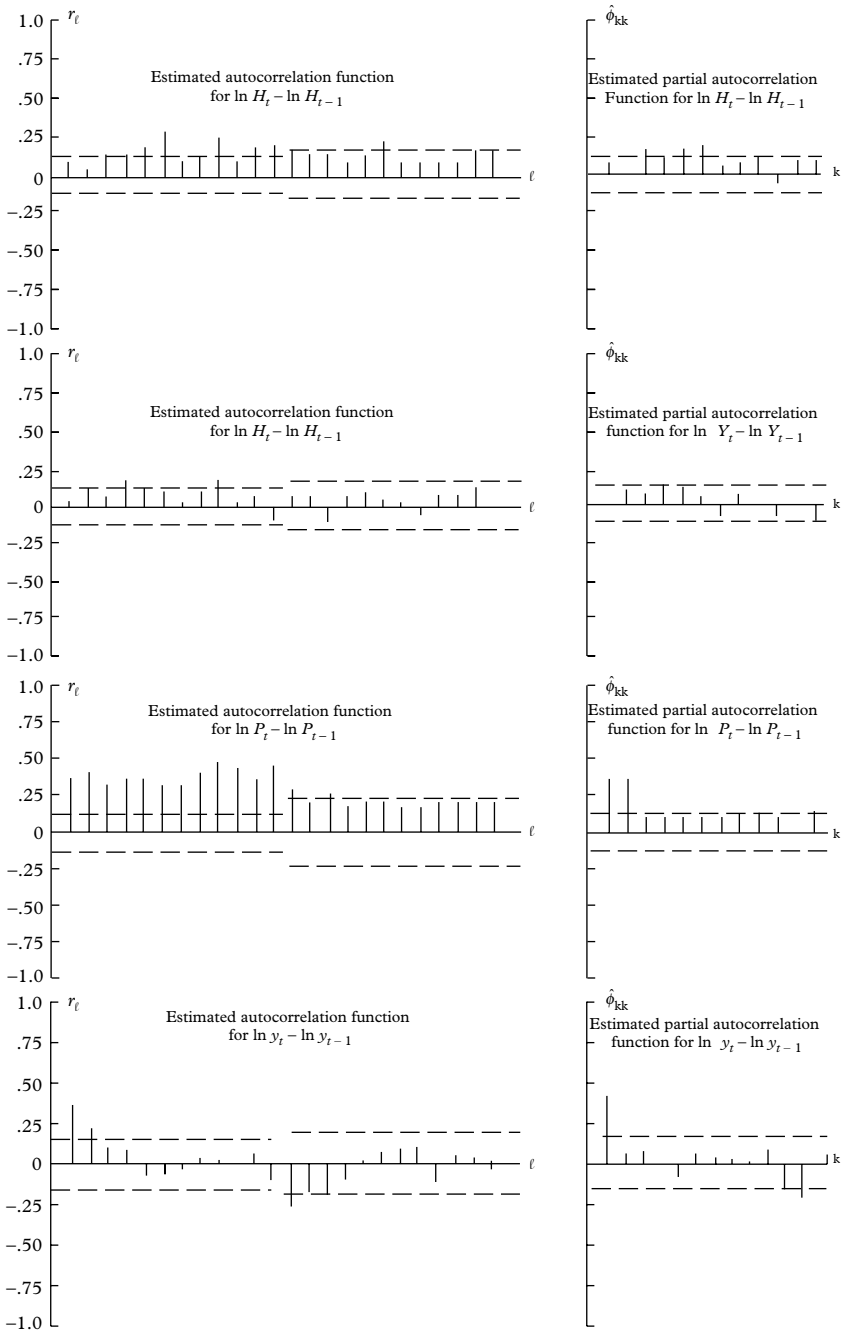 r_ℓ
1.0
.75
.50
.25
0
−.25
−.50
−.75
−1.0
Estimated autocorrelation function
for ln H_t – ln H_{t−1}
ℓ
ϕ̂_kk
Estimated partial autocorrelation
Function for ln H_t – ln H_{t−1}
k
r_ℓ
1.0
.75
.50
.25
0
−.25
−.50
−.75
−1.0
Estimated autocorrelation function
for ln H_t – ln H_{t−1}
ℓ
ϕ̂_kk
Estimated partial autocorrelation
function for ln Y_t – ln Y_{t−1}
k
r_ℓ
1.0
.75
.50
.25
0
−.25
−.50
−.75
−1.0
Estimated autocorrelation function
for ln P_t – ln P_{t−1}
ℓ
ϕ̂_kk
Estimated partial autocorrelation
function for ln P_t – ln P_{t−1}
k
r_ℓ
1.0
.75
.50
.25
0
−.25
−.50
−.75
−1.0
Estimated autocorrelation function
for ln y_t – ln y_{t−1}
ℓ
ϕ̂_kk
Estimated partial autocorrelation
function for ln y_t – ln y_{t−1}
k